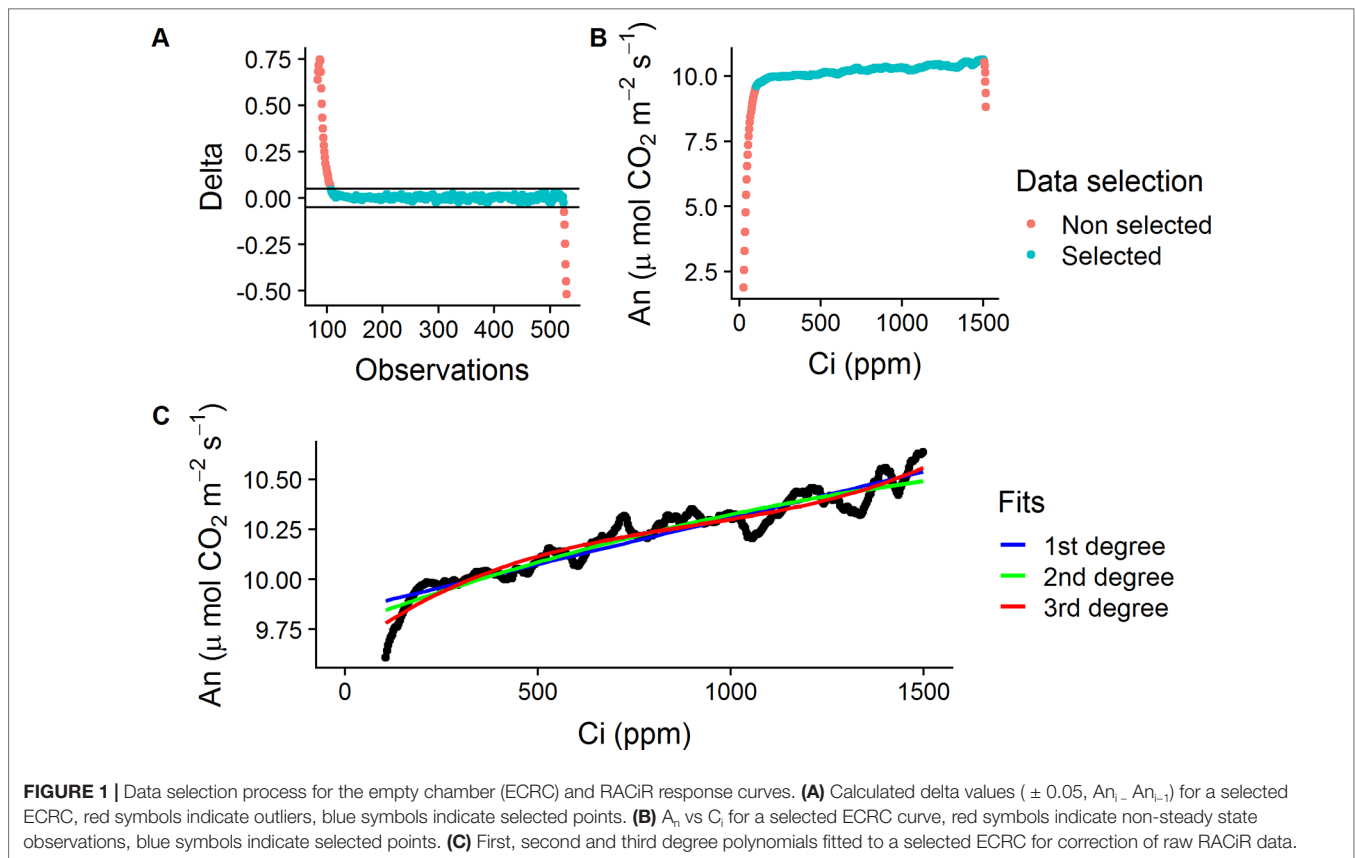 A
0.75
0.50
0.25
0.00
-0.25
-0.50
Delta
100 200 300 400 500
Observations
B
10.0
7.5
5.0
2.5
An (μ mol CO₂ m⁻² s⁻¹)
0 500 1000 1500
Ci (ppm)
Data selection
Non selected
Selected
C
10.50
10.25
10.00
9.75
An (μ mol CO₂ m⁻² s⁻¹)
0 500 1000 1500
Ci (ppm)
Fits
1st degree
2nd degree
3rd degree
FIGURE 1 | Data selection process for the empty chamber (ECRC) and RACiR response curves. (A) Calculated delta values ( ± 0.05, Anᵢ – Anᵢ₋₁) for a selected
ECRC, red symbols indicate outliers, blue symbols indicate selected points. (B) Aₙ vs Cᵢ for a selected ECRC curve, red symbols indicate non-steady state
observations, blue symbols indicate selected points. (C) First, second and third degree polynomials fitted to a selected ECRC for correction of raw RACiR data.